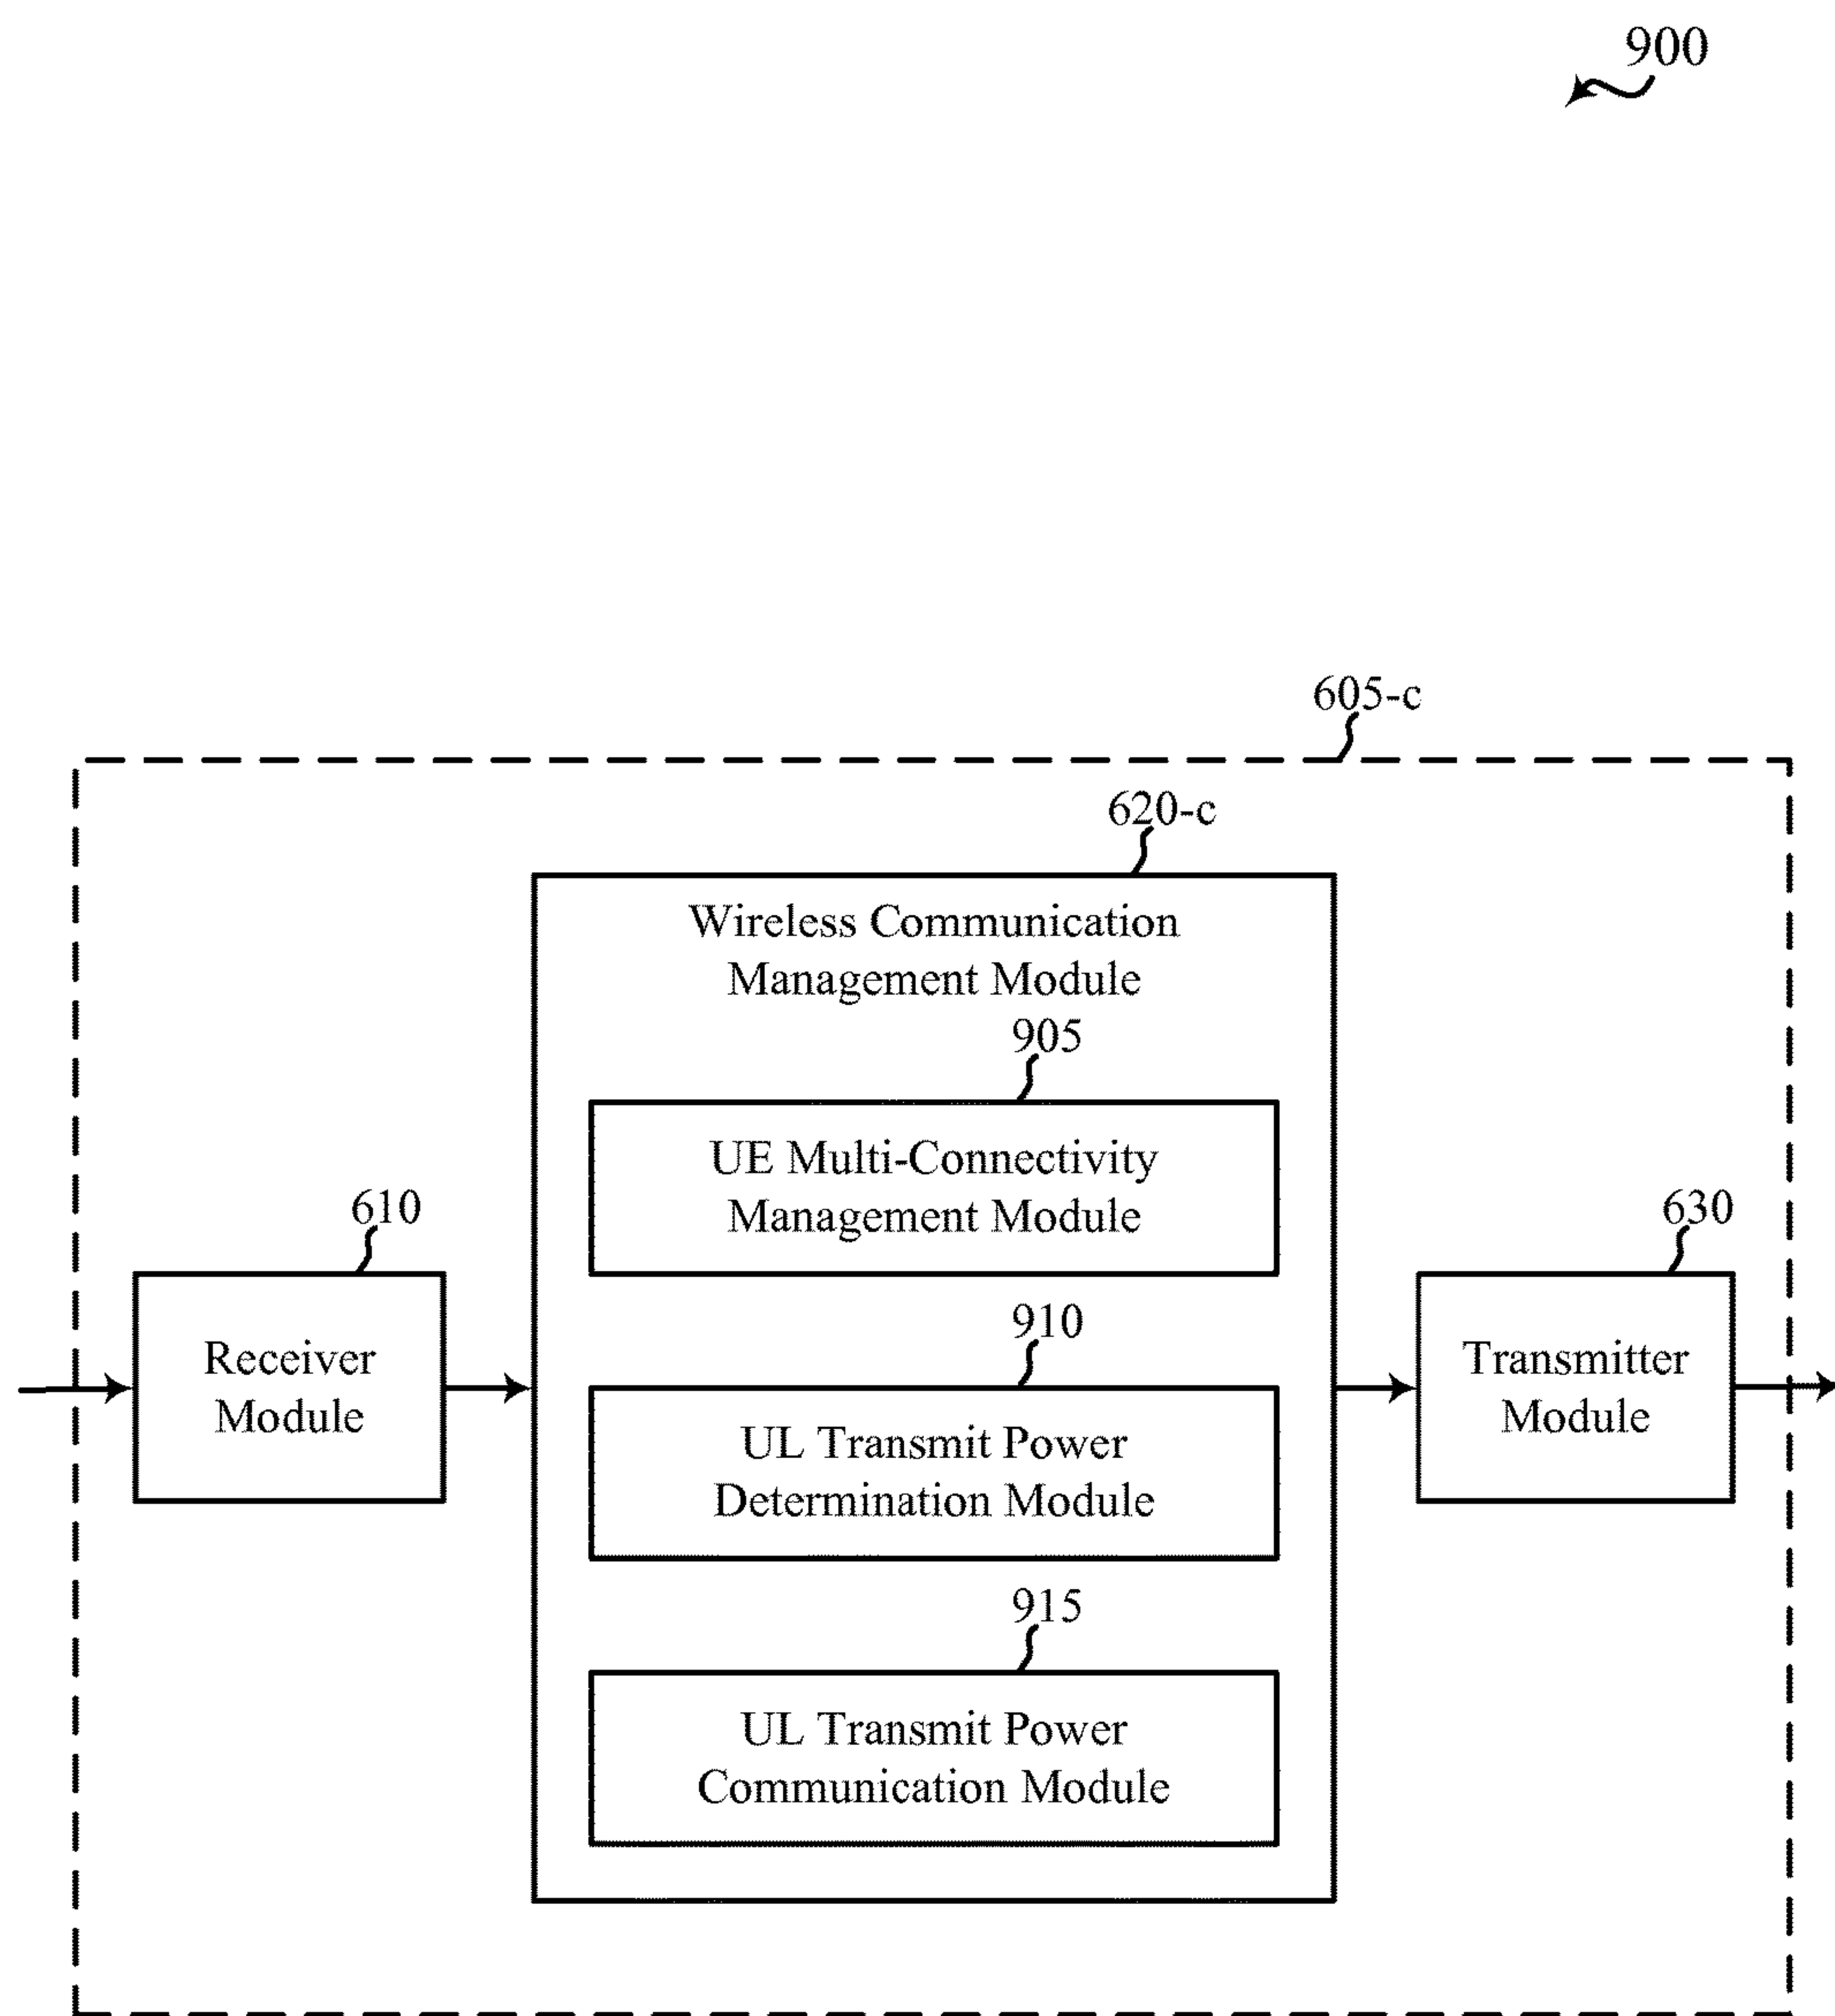 900
605-c
620-c
Wireless Communication
Management Module
905
UE Multi-Connectivity
Management Module
610
630
910
Receiver
Module
UL Transmit Power
Determination Module
Transmitter
Module
915
UL Transmit Power
Communication Module